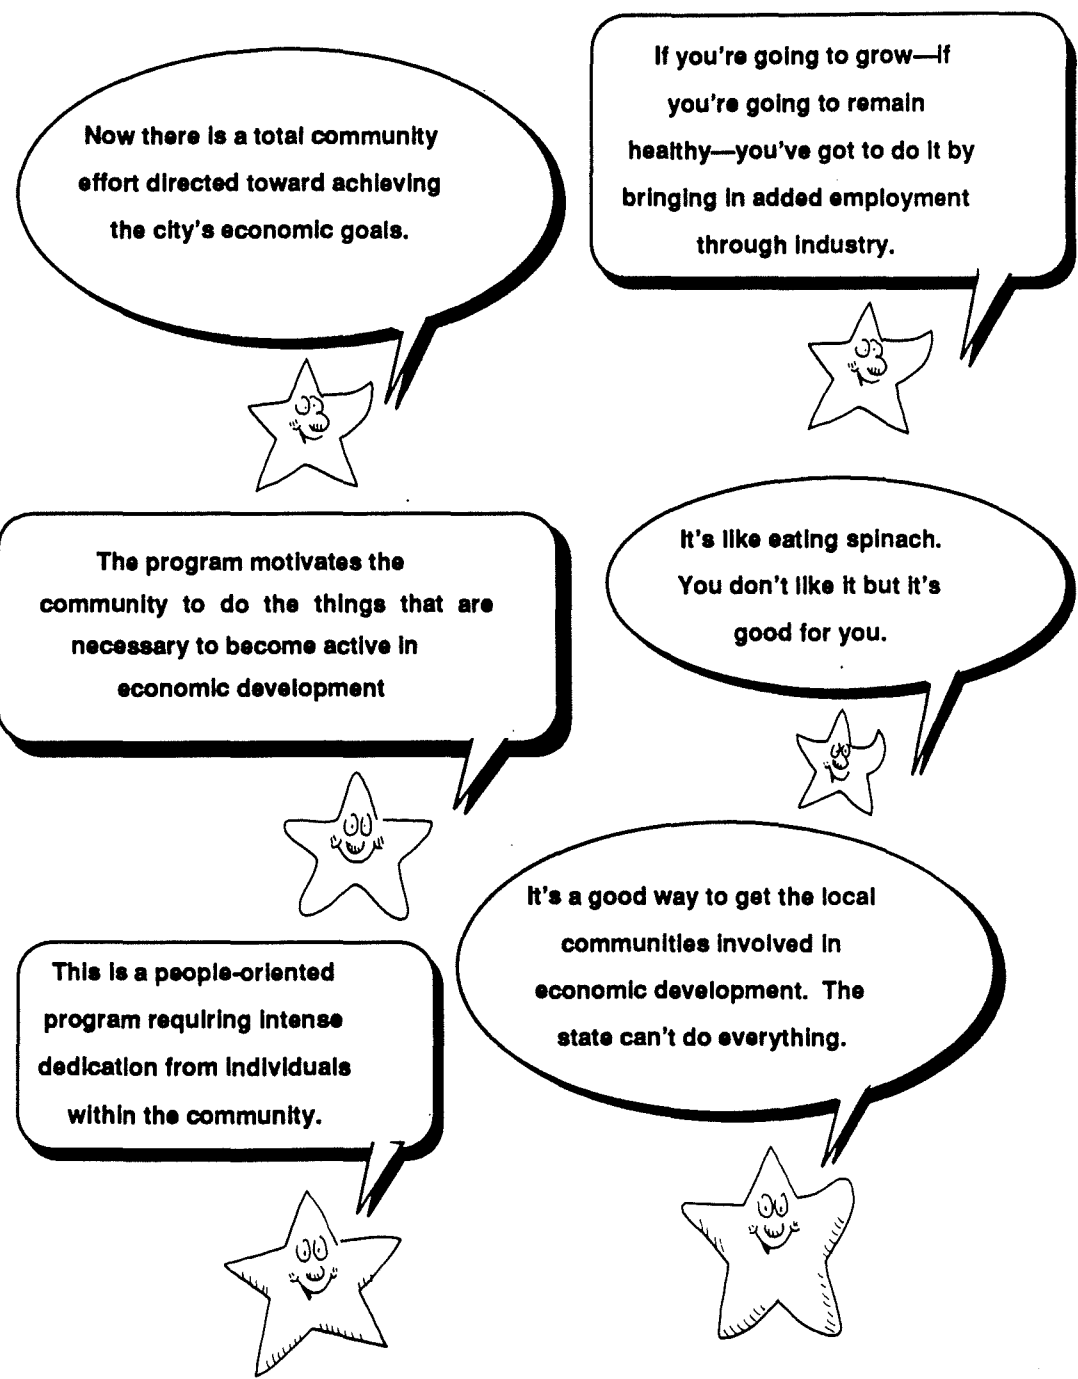 Now there is a total community
effort directed toward achieving
the city's economic goals.
If you're going to grow—if
you're going to remain
healthy—you've got to do it by
bringing in added employment
through industry.
The program motivates the
community to do the things that are
necessary to become active in
economic development
It's like eating spinach.
You don't like it but it's
good for you.
It's a good way to get the local
communities involved in
economic development. The
state can't do everything.
This is a people-oriented
program requiring intense
dedication from individuals
within the community.